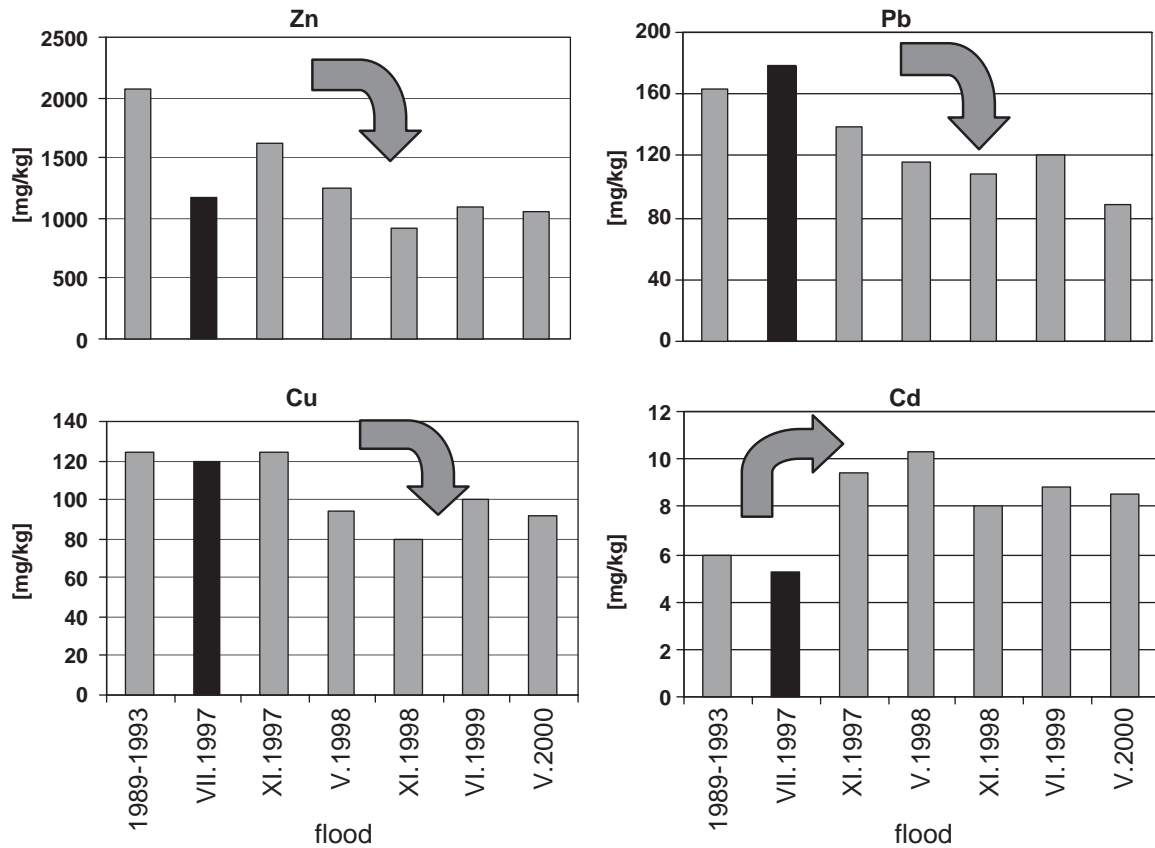 Zn
2500
2000
1500
1000
500
0
[mg/kg]
Pb
200
160
120
80
40
0
[mg/kg]
Cu
140
120
100
80
60
40
20
0
[mg/kg]
1989-1993
VII.1997
XI.1997
V.1998
XI.1998
VI.1999
V.2000
flood
Cd
12
10
8
6
4
2
0
[mg/kg]
1989-1993
VII.1997
XI.1997
V.1998
XI.1998
VI.1999
V.2000
flood